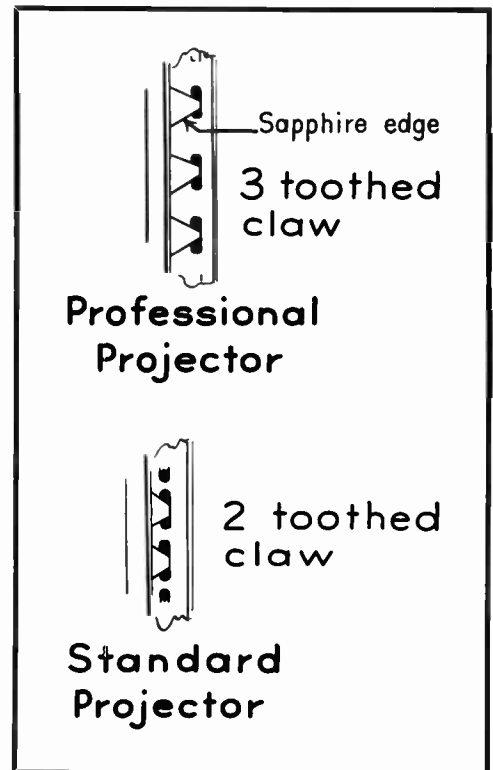 Sapphire edge
3 toothed
claw
Professional
Projector
2 toothed
claw
Standard
Projector